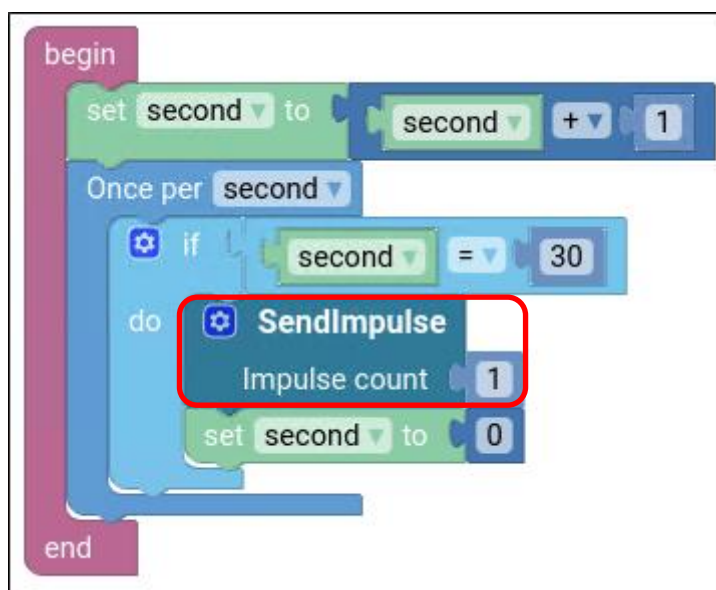 begin
set second to second + 1
Once per second
if second = 30
do SendImpulse
Impulse count 1
set second to 0
end